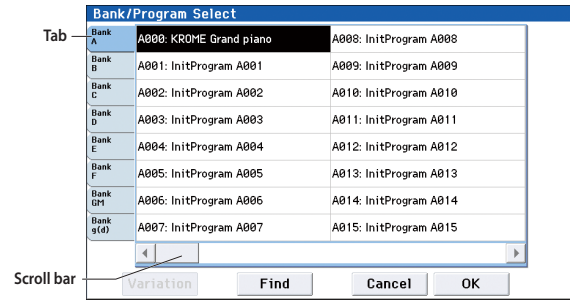 Bank/Program Select
Tab
Bank
A
A000: KROME Grand piano
A008: InitProgram A008
Bank
B
A001: InitProgram A001
A009: InitProgram A009
Bank
C
A002: InitProgram A002
A010: InitProgram A010
Bank
D
A003: InitProgram A003
A011: InitProgram A011
Bank
E
A004: InitProgram A004
A012: InitProgram A012
Bank
F
A005: InitProgram A005
A013: InitProgram A013
Bank
GM
A006: InitProgram A006
A014: InitProgram A014
Bank
g(d)
A007: InitProgram A007
A015: InitProgram A015
Scroll bar
Variation
Find
Cancel
OK